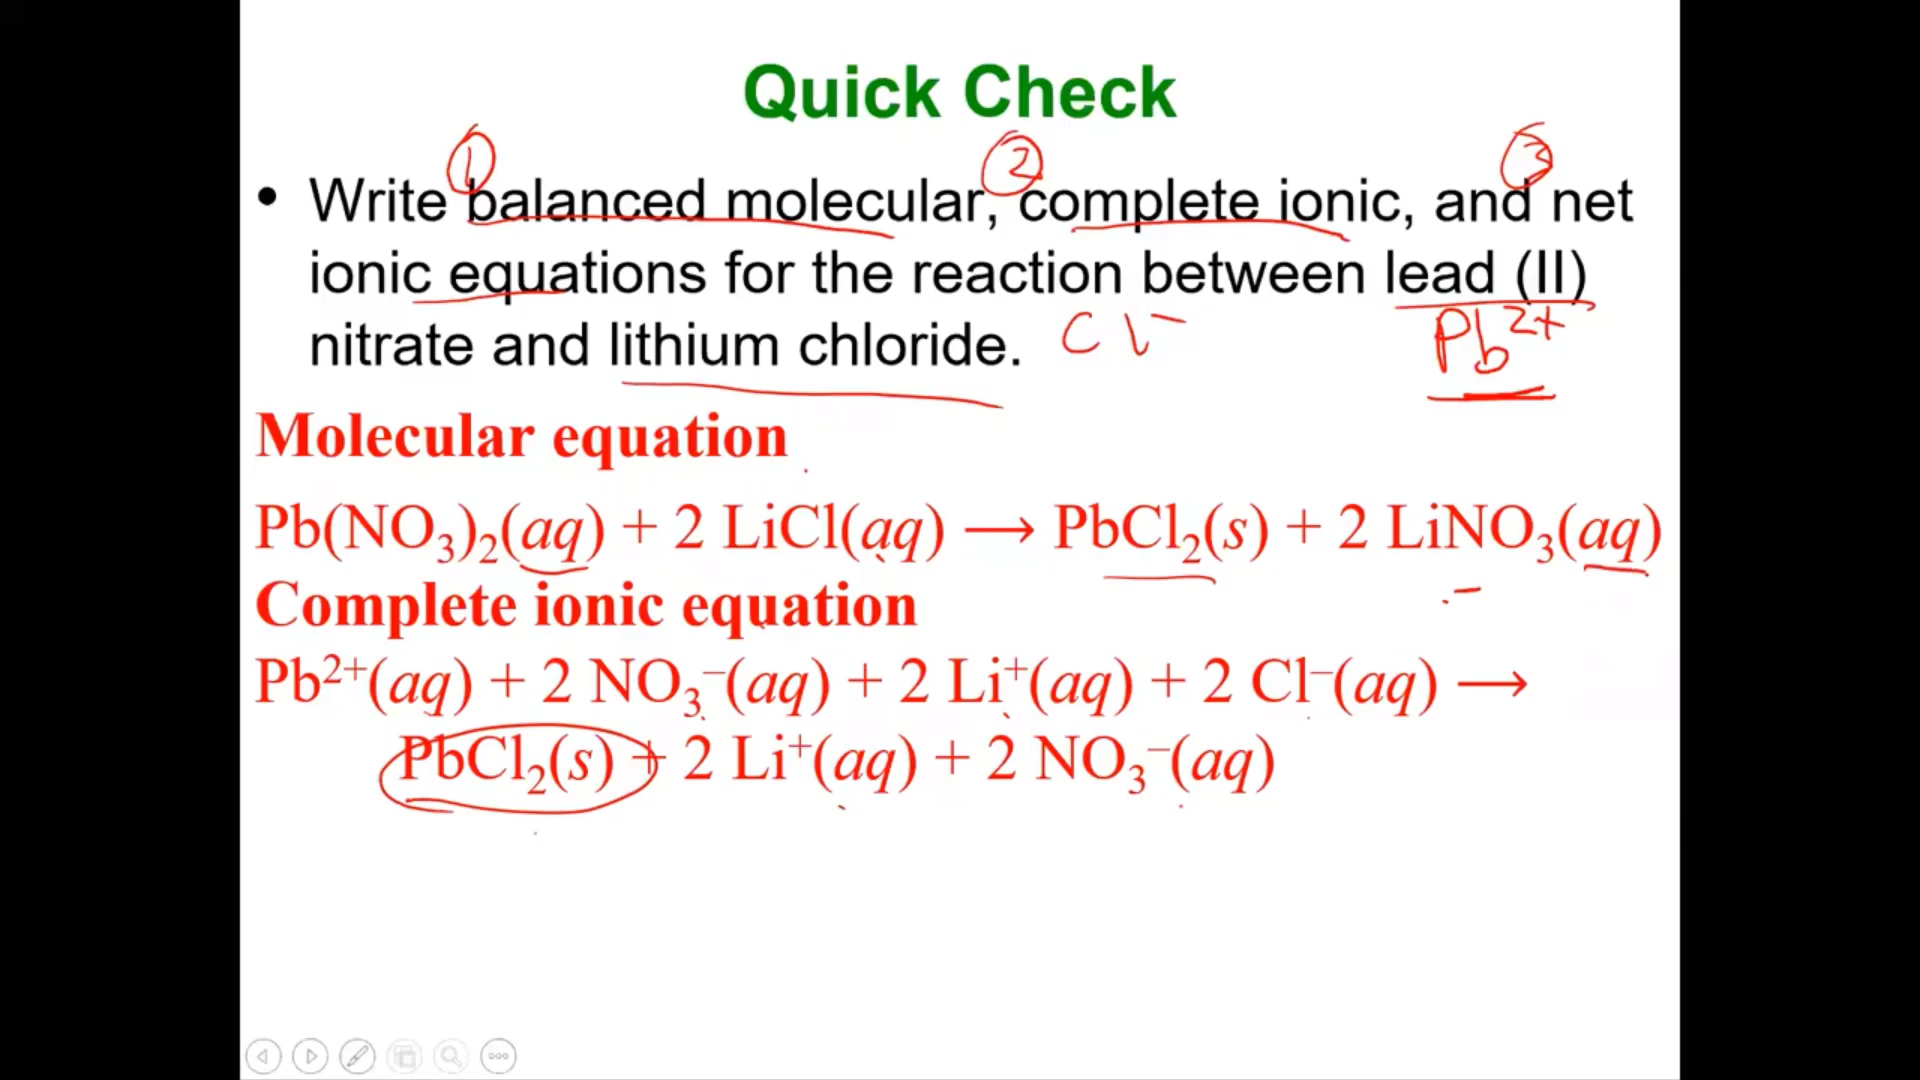 Quick Check
① ② ③
• Write balanced molecular, complete ionic, and net
ionic equations for the reaction between lead (II)
nitrate and lithium chloride. Cl⁻ Pb²⁺
Molecular equation
Pb(NO₃)₂(aq) + 2 LiCl(aq) ⟶ PbCl₂(s) + 2 LiNO₃(aq)
Complete ionic equation
Pb²⁺(aq) + 2 NO₃⁻(aq) + 2 Li⁺(aq) + 2 Cl⁻(aq) ⟶
PbCl₂(s) + 2 Li⁺(aq) + 2 NO₃⁻(aq)